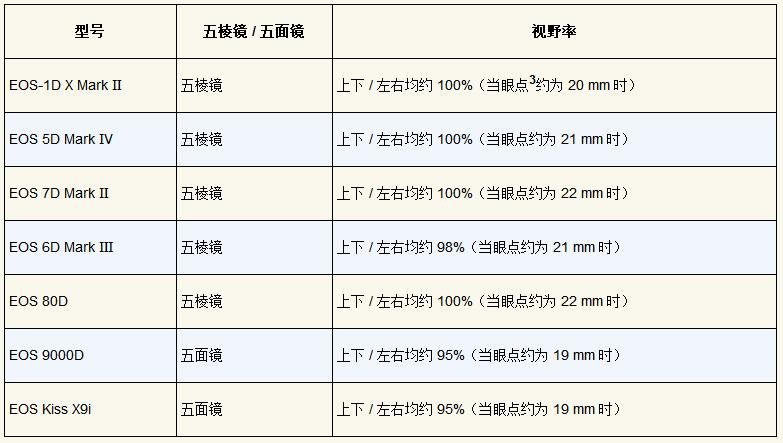 型号 五棱镜 / 五面镜 视野率
EOS-1D X Mark II 五棱镜 上下 / 左右均约 100%（当眼点3约为 20 mm 时）
EOS 5D Mark IV 五棱镜 上下 / 左右均约 100%（当眼点约为 21 mm 时）
EOS 7D Mark II 五棱镜 上下 / 左右均约 100%（当眼点约为 22 mm 时）
EOS 6D Mark III 五棱镜 上下 / 左右均约 98%（当眼点约为 21 mm 时）
EOS 80D 五棱镜 上下 / 左右均约 100%（当眼点约为 22 mm 时）
EOS 9000D 五面镜 上下 / 左右均约 95%（当眼点约为 19 mm 时）
EOS Kiss X9i 五面镜 上下 / 左右均约 95%（当眼点约为 19 mm 时）